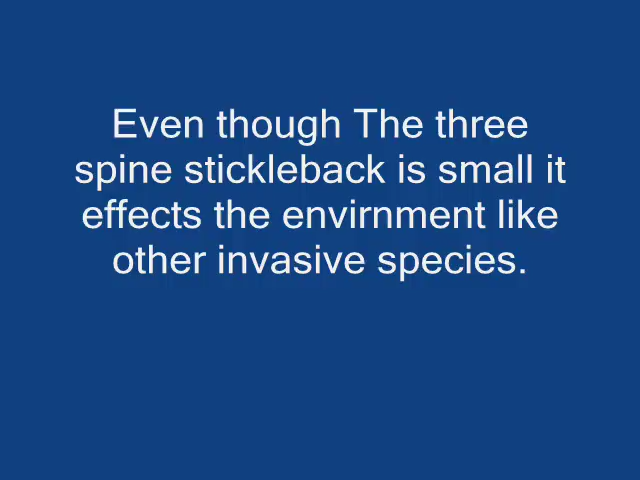 Even though The three
spine stickleback is small it
effects the envirnment like
other invasive species.